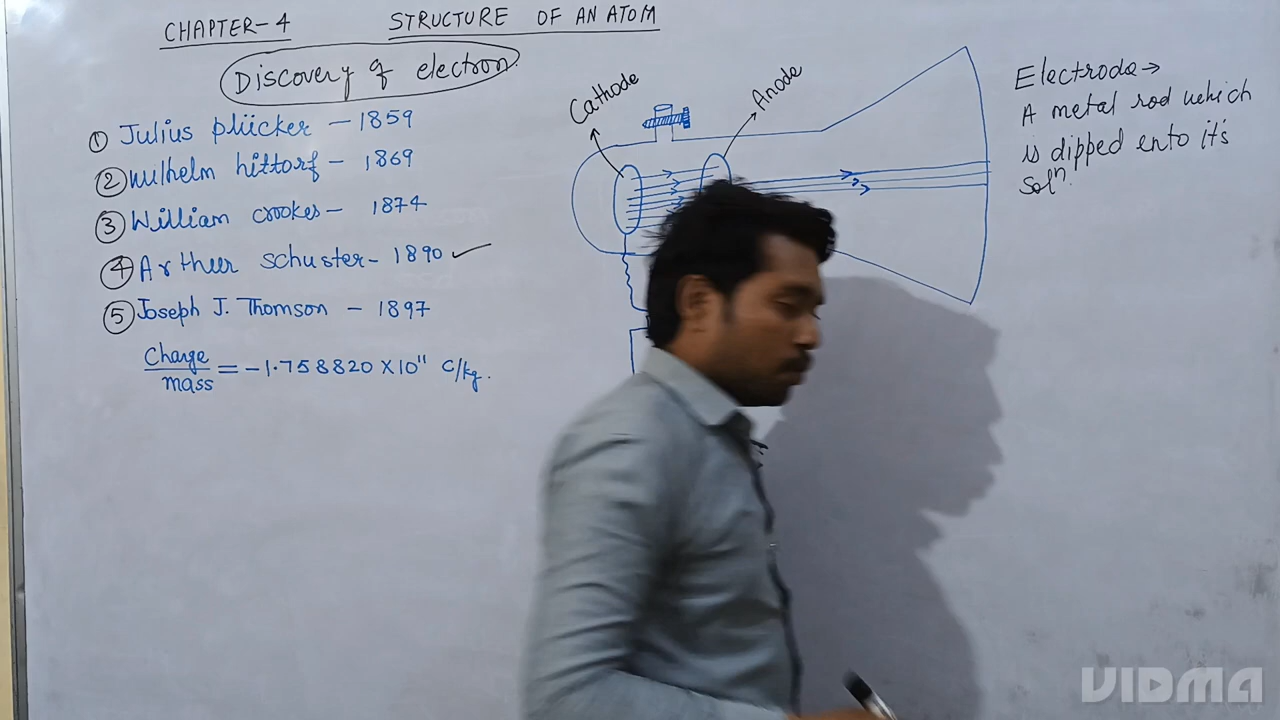 CHAPTER-4 STRUCTURE OF AN ATOM
Discovery of electron
① Julius plücker - 1859
② Wilhelm hittorf - 1869
③ William crookes - 1874
④ Arther schuster - 1890 ✓
⑤ Joseph J. Thomson - 1897
Charge/mass = -1.758820 × 10¹¹ C/kg.
Cathode
Anode
Electrode →
A metal rod which
is dipped into it's
Solⁿ.
VIDMA